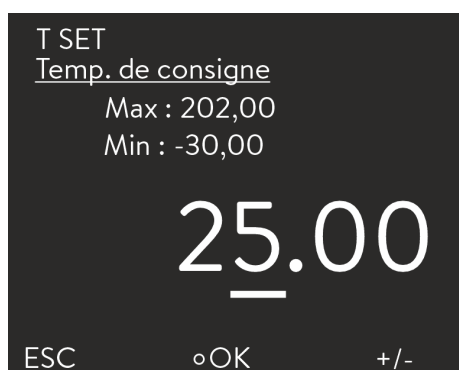 T SET
Temp. de consigne
Max : 202,00
Min : -30,00
25.00
ESC ∘OK +/-